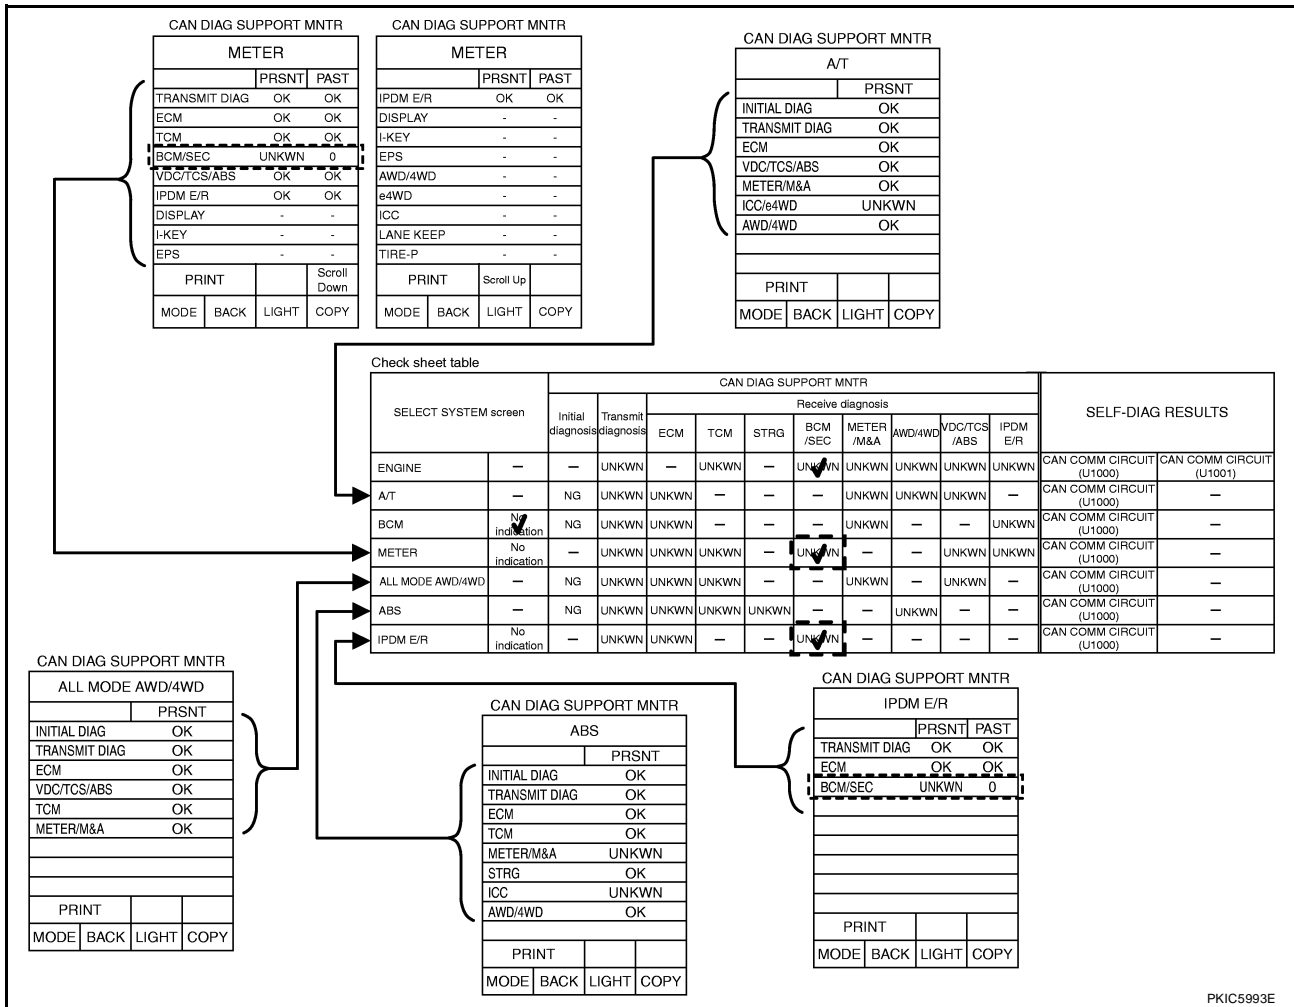 CAN DIAG SUPPORT MNTR
METER
PRSNT PAST
TRANSMIT DIAG OK OK
ECM OK OK
TCM OK OK
BCM/SEC UNKWN 0
VDC/TCS/ABS OK OK
IPDM E/R OK OK
DISPLAY - -
I-KEY - -
EPS - -
PRINT Scroll Down
MODE BACK LIGHT COPY
CAN DIAG SUPPORT MNTR
METER
PRSNT PAST
IPDM E/R OK OK
DISPLAY - -
I-KEY - -
EPS - -
AWD/4WD - -
e4WD - -
ICC - -
LANE KEEP - -
TIRE-P - -
PRINT Scroll Up
MODE BACK LIGHT COPY
CAN DIAG SUPPORT MNTR
A/T
PRSNT
INITIAL DIAG OK
TRANSMIT DIAG OK
ECM OK
VDC/TCS/ABS OK
METER/M&A OK
ICC/e4WD UNKWN
AWD/4WD OK
PRINT
MODE BACK LIGHT COPY
Check sheet table
SELECT SYSTEM screen
CAN DIAG SUPPORT MNTR
SELF-DIAG RESULTS
Initial diagnosis
Transmit diagnosis
Receive diagnosis
ECM TCM STRG BCM /SEC METER /M&A AWD/4WD VDC/TCS /ABS IPDM E/R
ENGINE — — UNKWN — UNKWN — UNKWN UNKWN UNKWN UNKWN UNKWN CAN COMM CIRCUIT (U1000) CAN COMM CIRCUIT (U1001)
A/T — NG UNKWN UNKWN — — — UNKWN UNKWN UNKWN — CAN COMM CIRCUIT (U1000) —
BCM No indication NG UNKWN UNKWN — — — UNKWN — — UNKWN CAN COMM CIRCUIT (U1000) —
METER No indication — UNKWN UNKWN UNKWN — UNKWN — — UNKWN UNKWN CAN COMM CIRCUIT (U1000) —
ALL MODE AWD/4WD — NG UNKWN UNKWN UNKWN — — UNKWN — UNKWN — CAN COMM CIRCUIT (U1000) —
ABS — NG UNKWN UNKWN UNKWN UNKWN — — UNKWN — — CAN COMM CIRCUIT (U1000) —
IPDM E/R No indication — UNKWN UNKWN — — UNKWN — — — — CAN COMM CIRCUIT (U1000) —
CAN DIAG SUPPORT MNTR
ALL MODE AWD/4WD
PRSNT
INITIAL DIAG OK
TRANSMIT DIAG OK
ECM OK
VDC/TCS/ABS OK
TCM OK
METER/M&A OK
PRINT
MODE BACK LIGHT COPY
CAN DIAG SUPPORT MNTR
ABS
PRSNT
INITIAL DIAG OK
TRANSMIT DIAG OK
ECM OK
TCM OK
METER/M&A UNKWN
STRG OK
ICC UNKWN
AWD/4WD OK
PRINT
MODE BACK LIGHT COPY
CAN DIAG SUPPORT MNTR
IPDM E/R
PRSNT PAST
TRANSMIT DIAG OK OK
ECM OK OK
BCM/SEC UNKWN 0
PRINT
MODE BACK LIGHT COPY
PKIC5993E